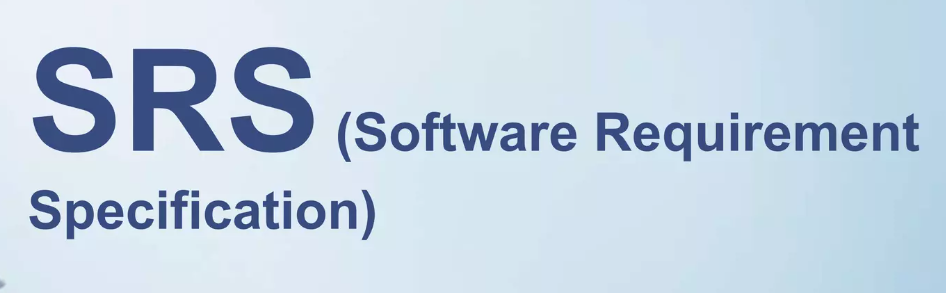 SRS (Software Requirement
Specification)